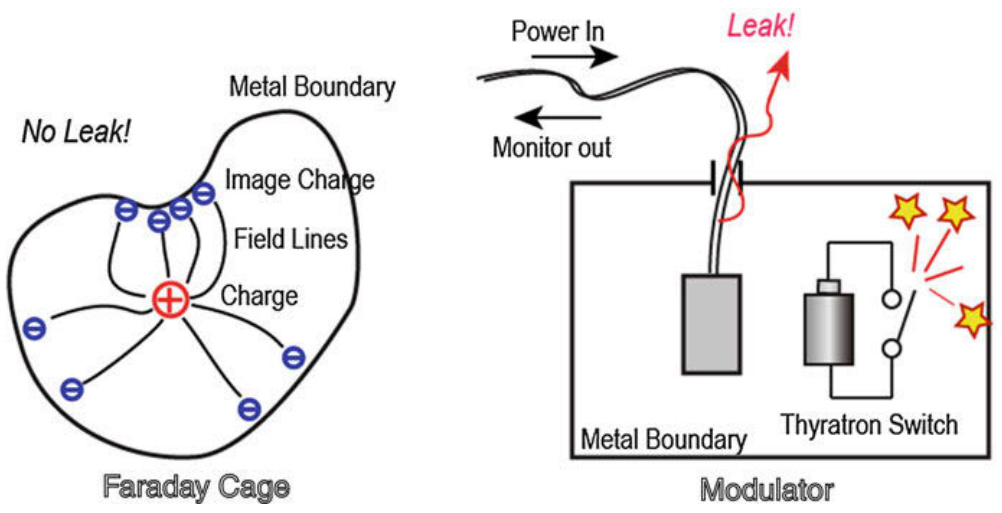 Metal Boundary
No Leak!
Image Charge
Field Lines
Charge
Faraday Cage
Power In
Leak!
Monitor out
Thyratron Switch
Metal Boundary
Modulator